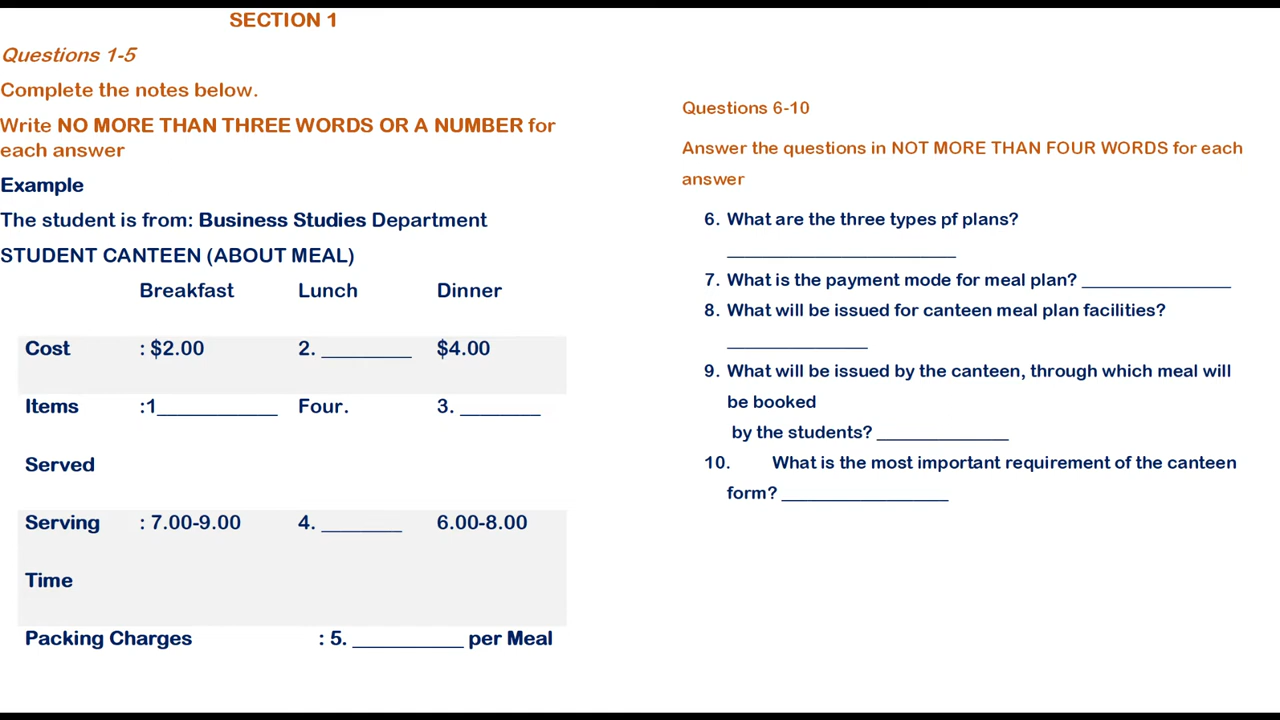 SECTION 1
Questions 1-5
Complete the notes below.
Write NO MORE THAN THREE WORDS OR A NUMBER for
each answer
Example
The student is from: Business Studies Department
STUDENT CANTEEN (ABOUT MEAL)
Breakfast Lunch Dinner
Cost : $2.00 2. ________ $4.00
Items :1___________ Four. 3. _______
Served
Serving : 7.00-9.00 4. _______ 6.00-8.00
Time
Packing Charges : 5. __________ per Meal
Questions 6-10
Answer the questions in NOT MORE THAN FOUR WORDS for each
answer
6. What are the three types pf plans?
_______________________
7. What is the payment mode for meal plan? _______________
8. What will be issued for canteen meal plan facilities?
______________
9. What will be issued by the canteen, through which meal will
be booked
by the students? _____________
10. What is the most important requirement of the canteen
form? _________________